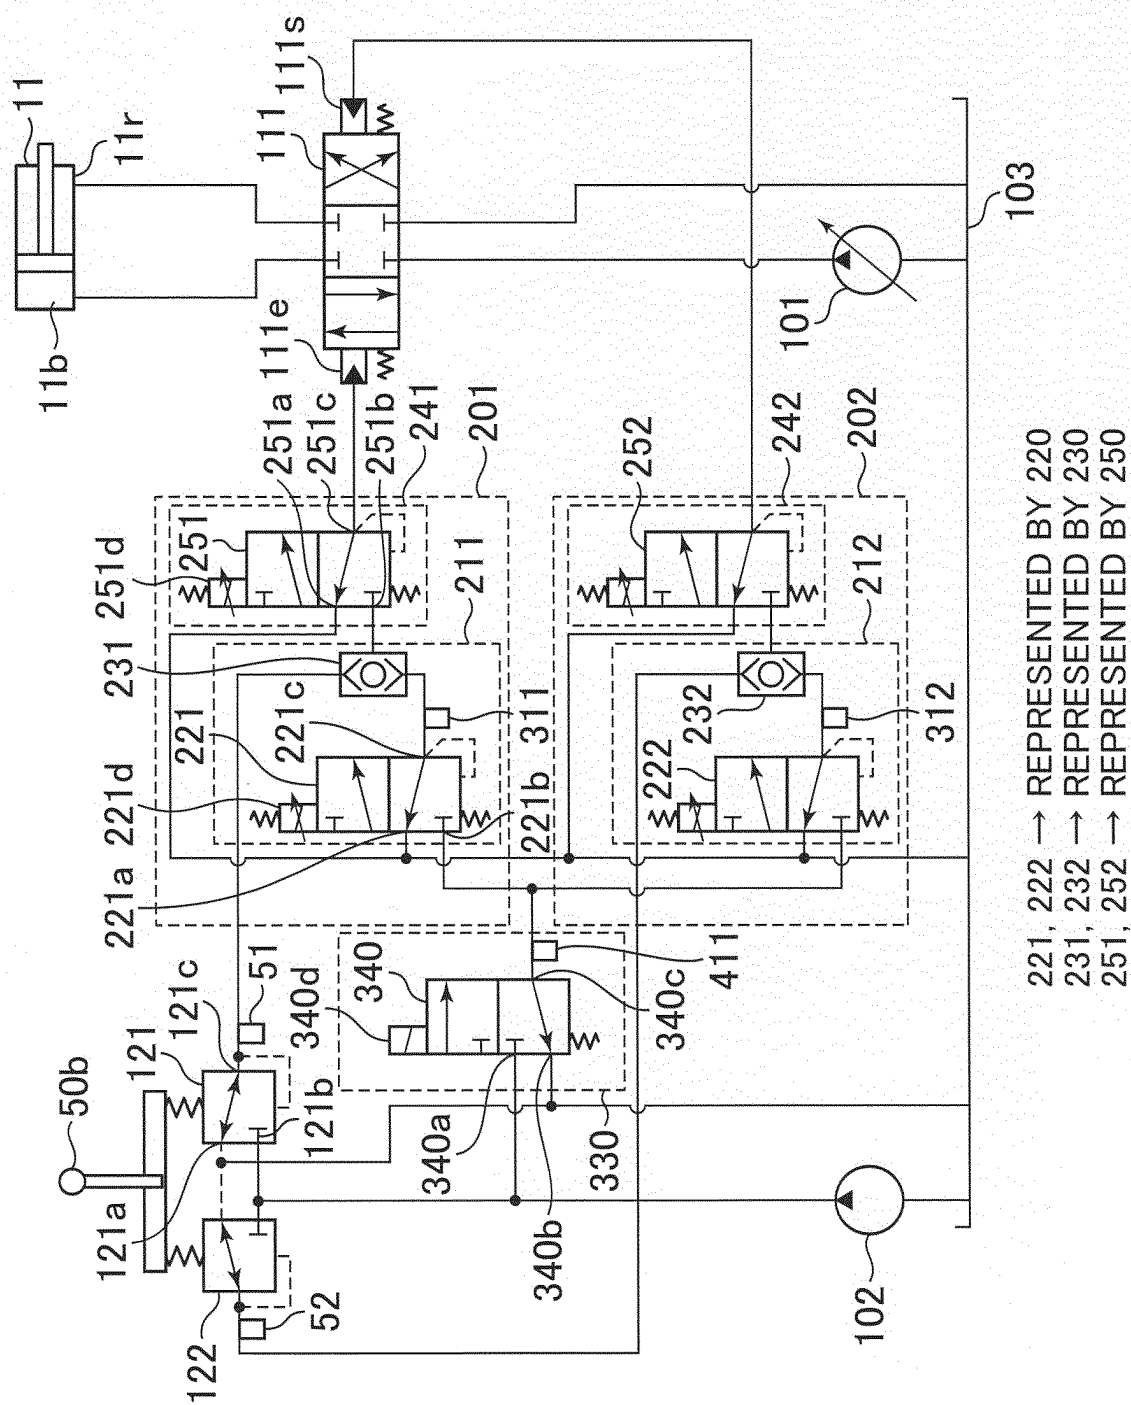 50b
121
121c
51
121a
122
52
121b
340d
340
340a
340b
340c
330
411
102
221a
221d
221
221c
221b
231
251d
251
251a
251c
251b
241
201
211
311
222
232
252
242
202
212
312
11
11r
11b
111
111s
111e
101
103
221, 222 → REPRESENTED BY 220
231, 232 → REPRESENTED BY 230
251, 252 → REPRESENTED BY 250